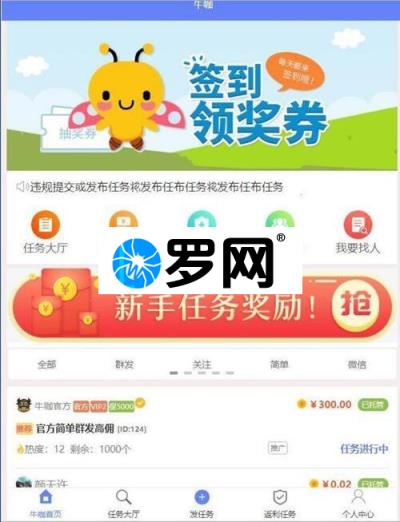 牛咖
签到
领奖券
每天都来
签到哦!
抽奖券
违规提交或发布任务将发布任布任务将发布任布任务
任务大厅
我要找人
罗网®
新手任务奖励! 抢
全部 群发 关注 简单 微信
牛咖官方 官方 VIP2 保5000 ¥300.00 已托管
推荐 官方简单群发高佣 [ID:124]
热度：12 剩余：1000个 推广 任务进行中
颜无许 ¥0.02 已托管
牛咖首页 任务大厅 发任务 返利任务 个人中心